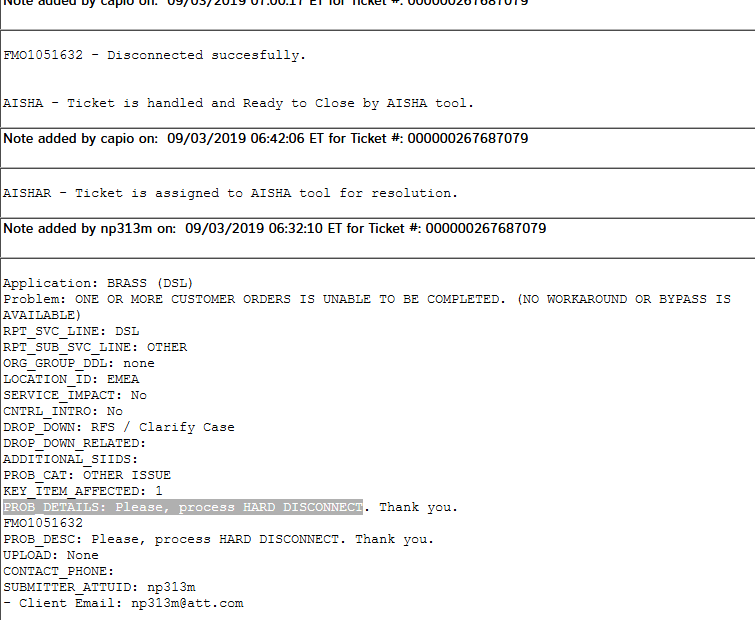 Note added by capio on: 09/03/2019 07:00:17 ET for Ticket #: 000000267687079
FMO1051632 - Disconnected succesfully.
AISHA - Ticket is handled and Ready to Close by AISHA tool.
Note added by capio on: 09/03/2019 06:42:06 ET for Ticket #: 000000267687079
AISHAR - Ticket is assigned to AISHA tool for resolution.
Note added by np313m on: 09/03/2019 06:32:10 ET for Ticket #: 000000267687079
Application: BRASS (DSL)
Problem: ONE OR MORE CUSTOMER ORDERS IS UNABLE TO BE COMPLETED. (NO WORKAROUND OR BYPASS IS
AVAILABLE)
RPT_SVC_LINE: DSL
RPT_SUB_SVC_LINE: OTHER
ORG_GROUP_DDL: none
LOCATION_ID: EMEA
SERVICE_IMPACT: No
CNTRL_INTRO: No
DROP_DOWN: RFS / Clarify Case
DROP_DOWN_RELATED:
ADDITIONAL_SIIDS:
PROB_CAT: OTHER ISSUE
KEY_ITEM_AFFECTED: 1
PROB_DETAILS: Please, process HARD DISCONNECT. Thank you.
FMO1051632
PROB_DESC: Please, process HARD DISCONNECT. Thank you.
UPLOAD: None
CONTACT_PHONE:
SUBMITTER_ATTUID: np313m
- Client Email: np313m@att.com